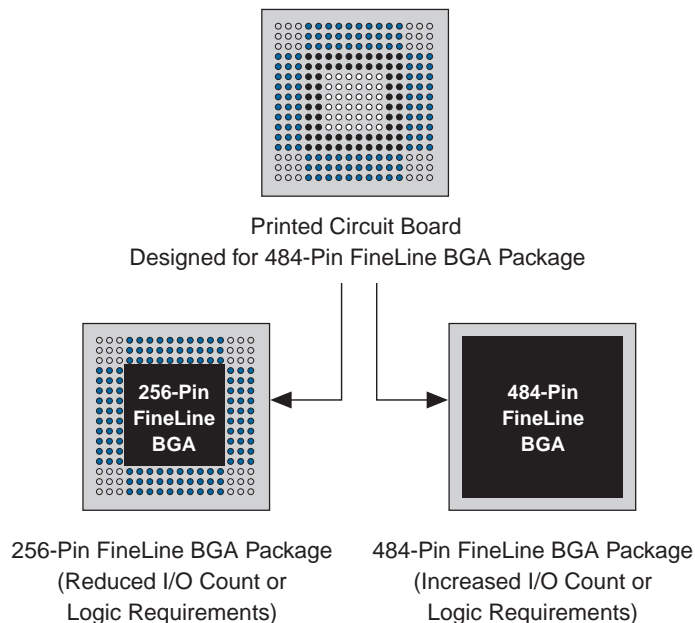 Printed Circuit Board
Designed for 484-Pin FineLine BGA Package
256-Pin
FineLine
BGA
484-Pin
FineLine
BGA
256-Pin FineLine BGA Package
(Reduced I/O Count or
Logic Requirements)
484-Pin FineLine BGA Package
(Increased I/O Count or
Logic Requirements)